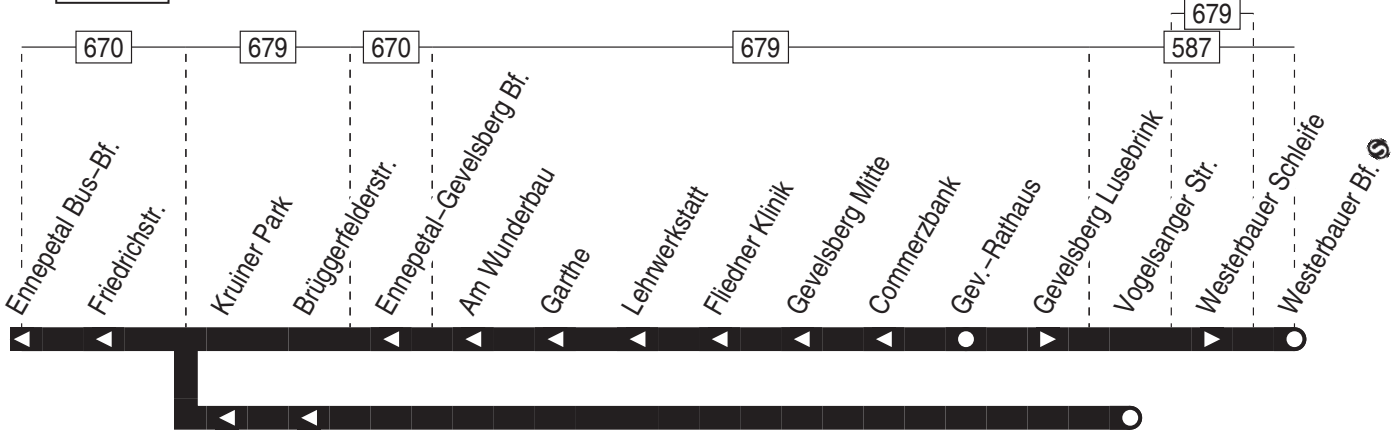 679
670
679
670
679
587
Ennepetal Bus–Bf.
Friedrichstr.
Kruiner Park
Brüggerfelderstr.
Ennepetal–Gevelsberg Bf.
Am Wunderbau
Garthe
Lehrwerkstatt
Fliedner Klinik
Gevelsberg Mitte
Commerzbank
Gev.–Rathaus
Gevelsberg Lusebrink
Vogelsanger Str.
Westerbauer Schleife
Westerbauer Bf. S